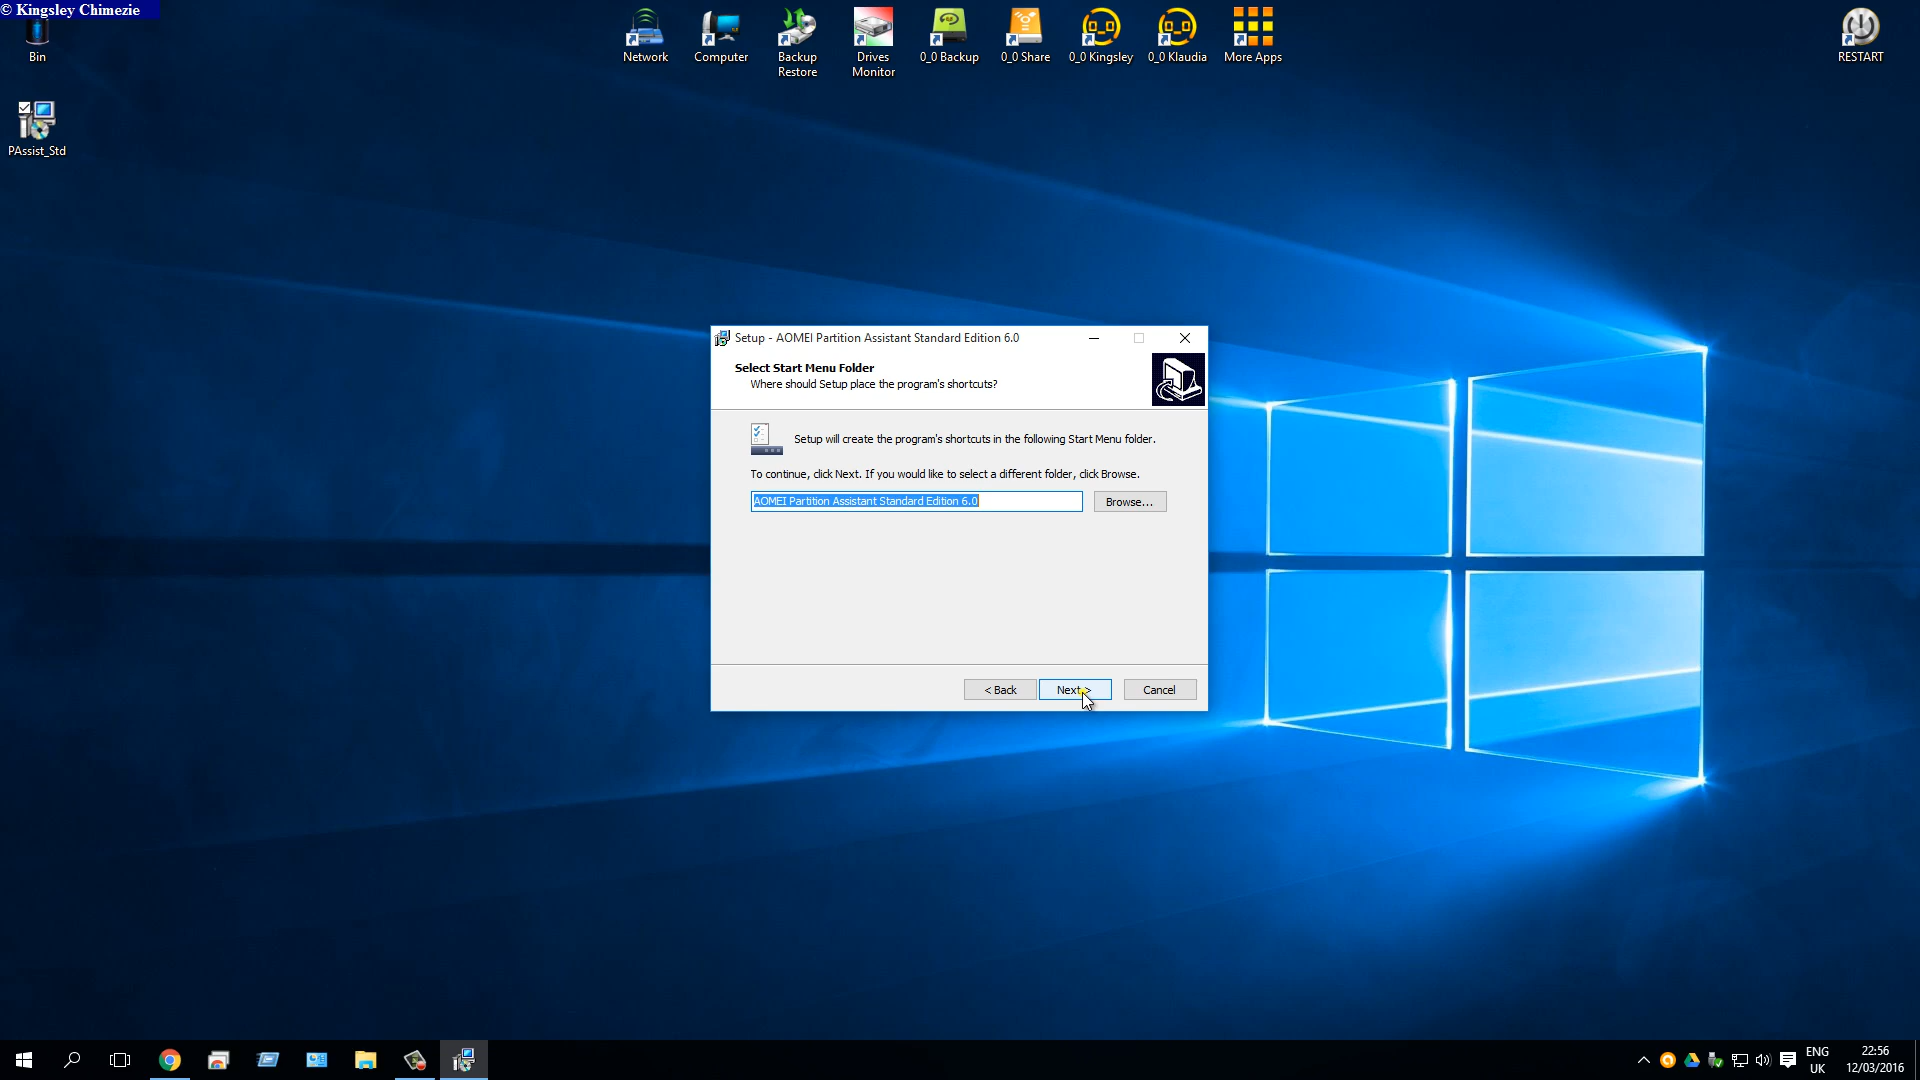 © Kingsley Chimezie
Bin
Network
Computer
Backup
Restore
Drives
Monitor
0_0 Backup
0_0 Share
0_0 Kingsley
0_0 Klaudia
More Apps
RESTART
PAssist_Std
Setup - AOMEI Partition Assistant Standard Edition 6.0
Select Start Menu Folder
Where should Setup place the program's shortcuts?
Setup will create the program's shortcuts in the following Start Menu folder.
To continue, click Next. If you would like to select a different folder, click Browse.
AOMEI Partition Assistant Standard Edition 6.0
Browse...
< Back
Next >
Cancel
ENG
UK
22:56
12/03/2016